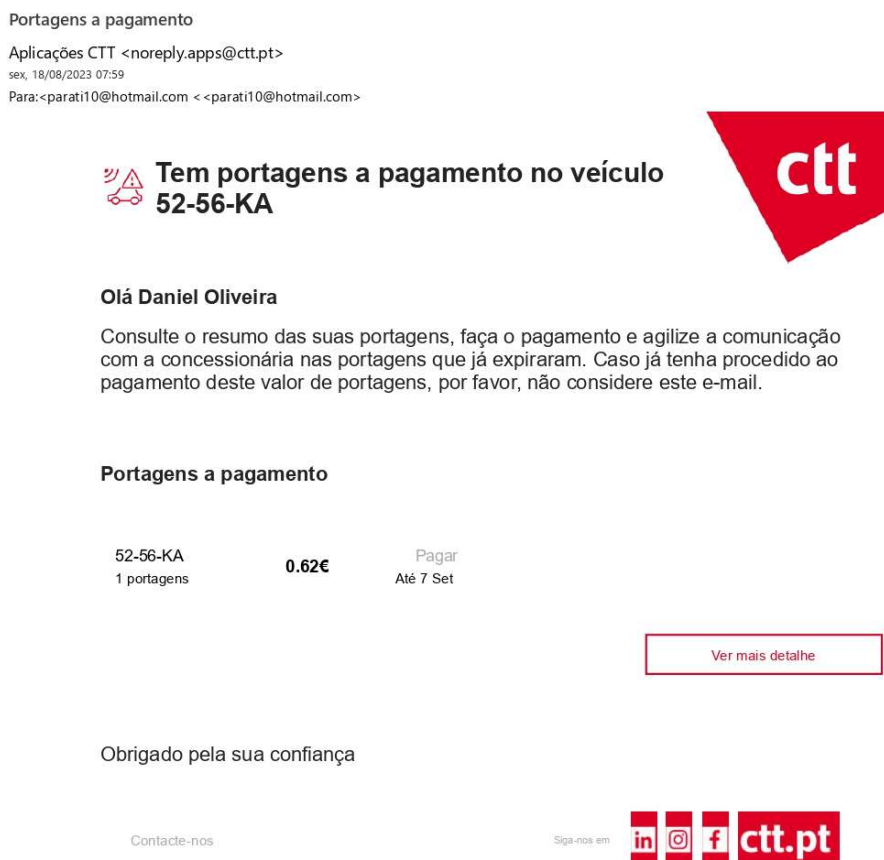 Portagens a pagamento
Aplicações CTT <noreply.apps@ctt.pt>
sex, 18/08/2023 07:59
Para:<parati10@hotmail.com <<parati10@hotmail.com>
ctt
Tem portagens a pagamento no veículo
52-56-KA
Olá Daniel Oliveira
Consulte o resumo das suas portagens, faça o pagamento e agilize a comunicação
com a concessionária nas portagens que já expiraram. Caso já tenha procedido ao
pagamento deste valor de portagens, por favor, não considere este e-mail.
Portagens a pagamento
52-56-KA
1 portagens
0.62€
Pagar
Até 7 Set
Ver mais detalhe
Obrigado pela sua confiança
Contacte-nos
Siga-nos em
in
f
ctt.pt